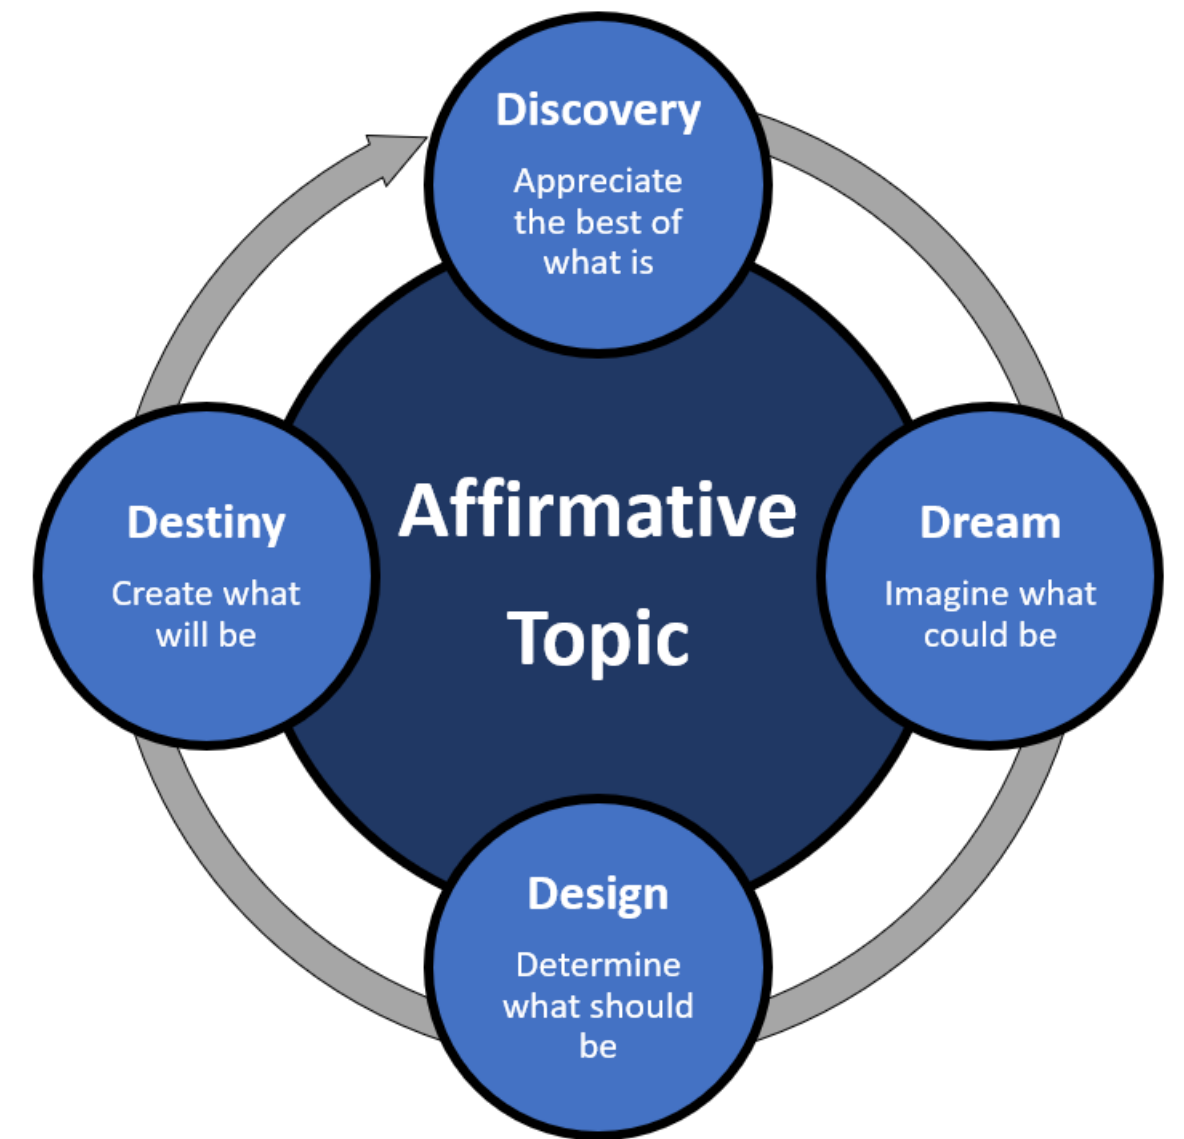 Discovery
Appreciate
the best of
what is
Destiny
Create what
will be
Affirmative
Topic
Dream
Imagine what
could be
Design
Determine
what should
be